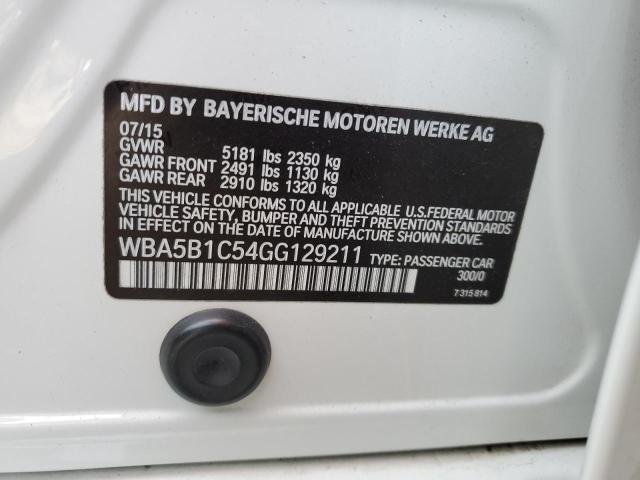 MFD BY BAYERISCHE MOTOREN WERKE AG
07/15
GVWR 5181 lbs 2350 kg
GAWR FRONT 2491 lbs 1130 kg
GAWR REAR 2910 lbs 1320 kg
THIS VEHICLE CONFORMS TO ALL APPLICABLE U.S.FEDERAL MOTOR
VEHICLE SAFETY, BUMPER AND THEFT PREVENTION STANDARDS
IN EFFECT ON THE DATE OF MANUFACTURE SHOWN ABOVE.
WBA5B1C54GG129211 TYPE: PASSENGER CAR
300/0
7 315 814